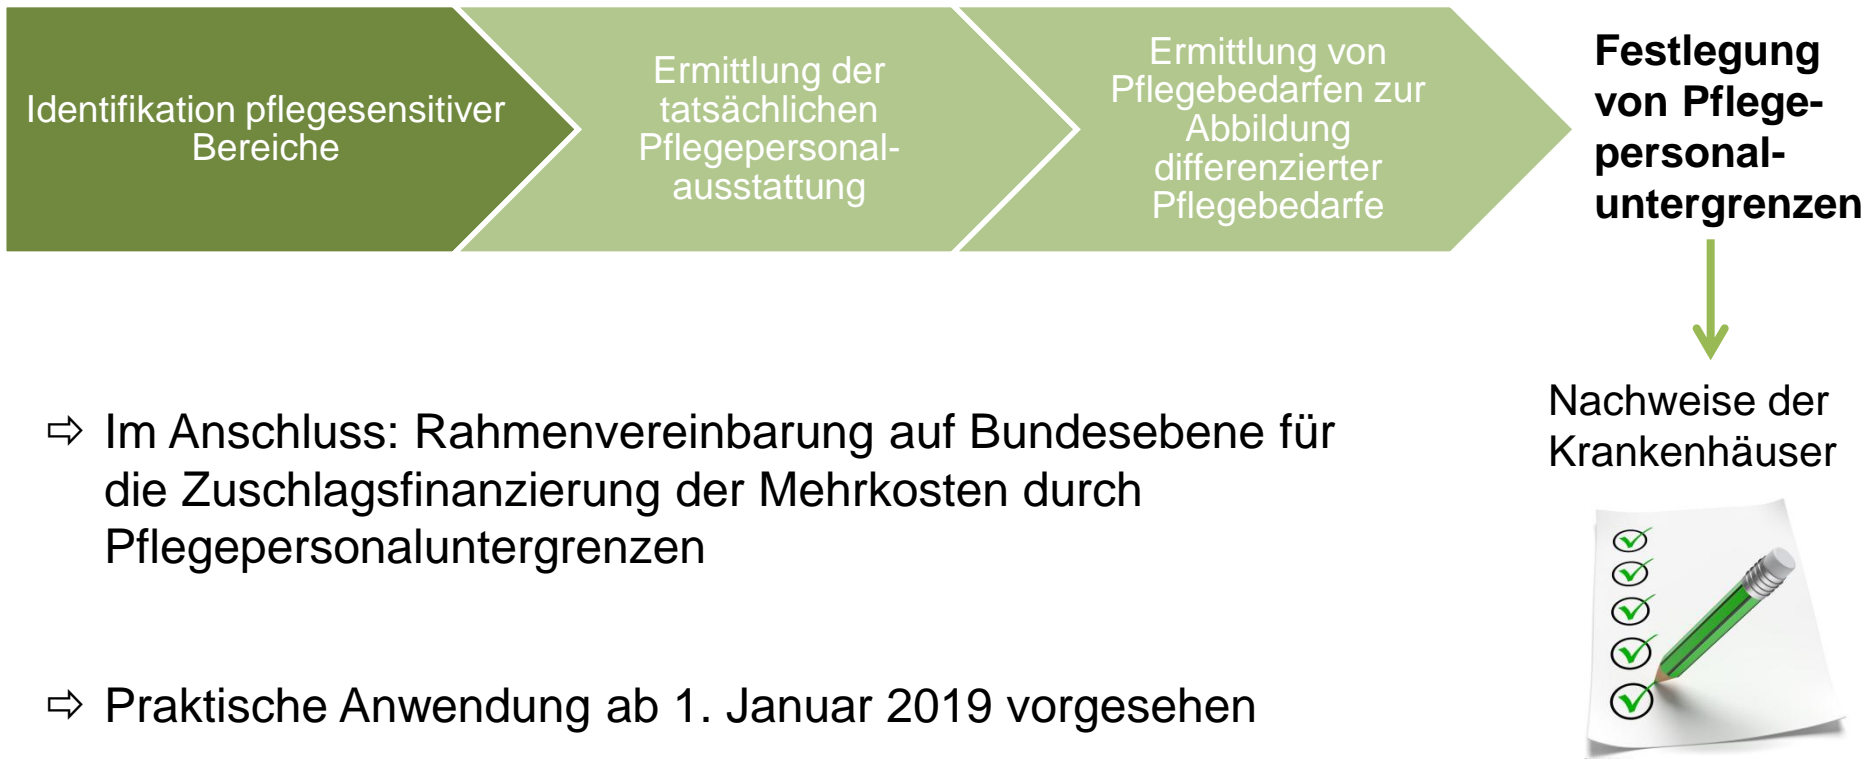 Identifikation pflegesensitiver
Bereiche
Ermittlung der
tatsächlichen
Pflegepersonal-
ausstattung
Ermittlung von
Pflegebedarfen zur
Abbildung
differenzierter
Pflegebedarfe
Festlegung
von Pflege-
personal-
untergrenzen
Nachweise der
Krankenhäuser
⇨ Im Anschluss: Rahmenvereinbarung auf Bundesebene für
die Zuschlagsfinanzierung der Mehrkosten durch
Pflegepersonaluntergrenzen
⇨ Praktische Anwendung ab 1. Januar 2019 vorgesehen